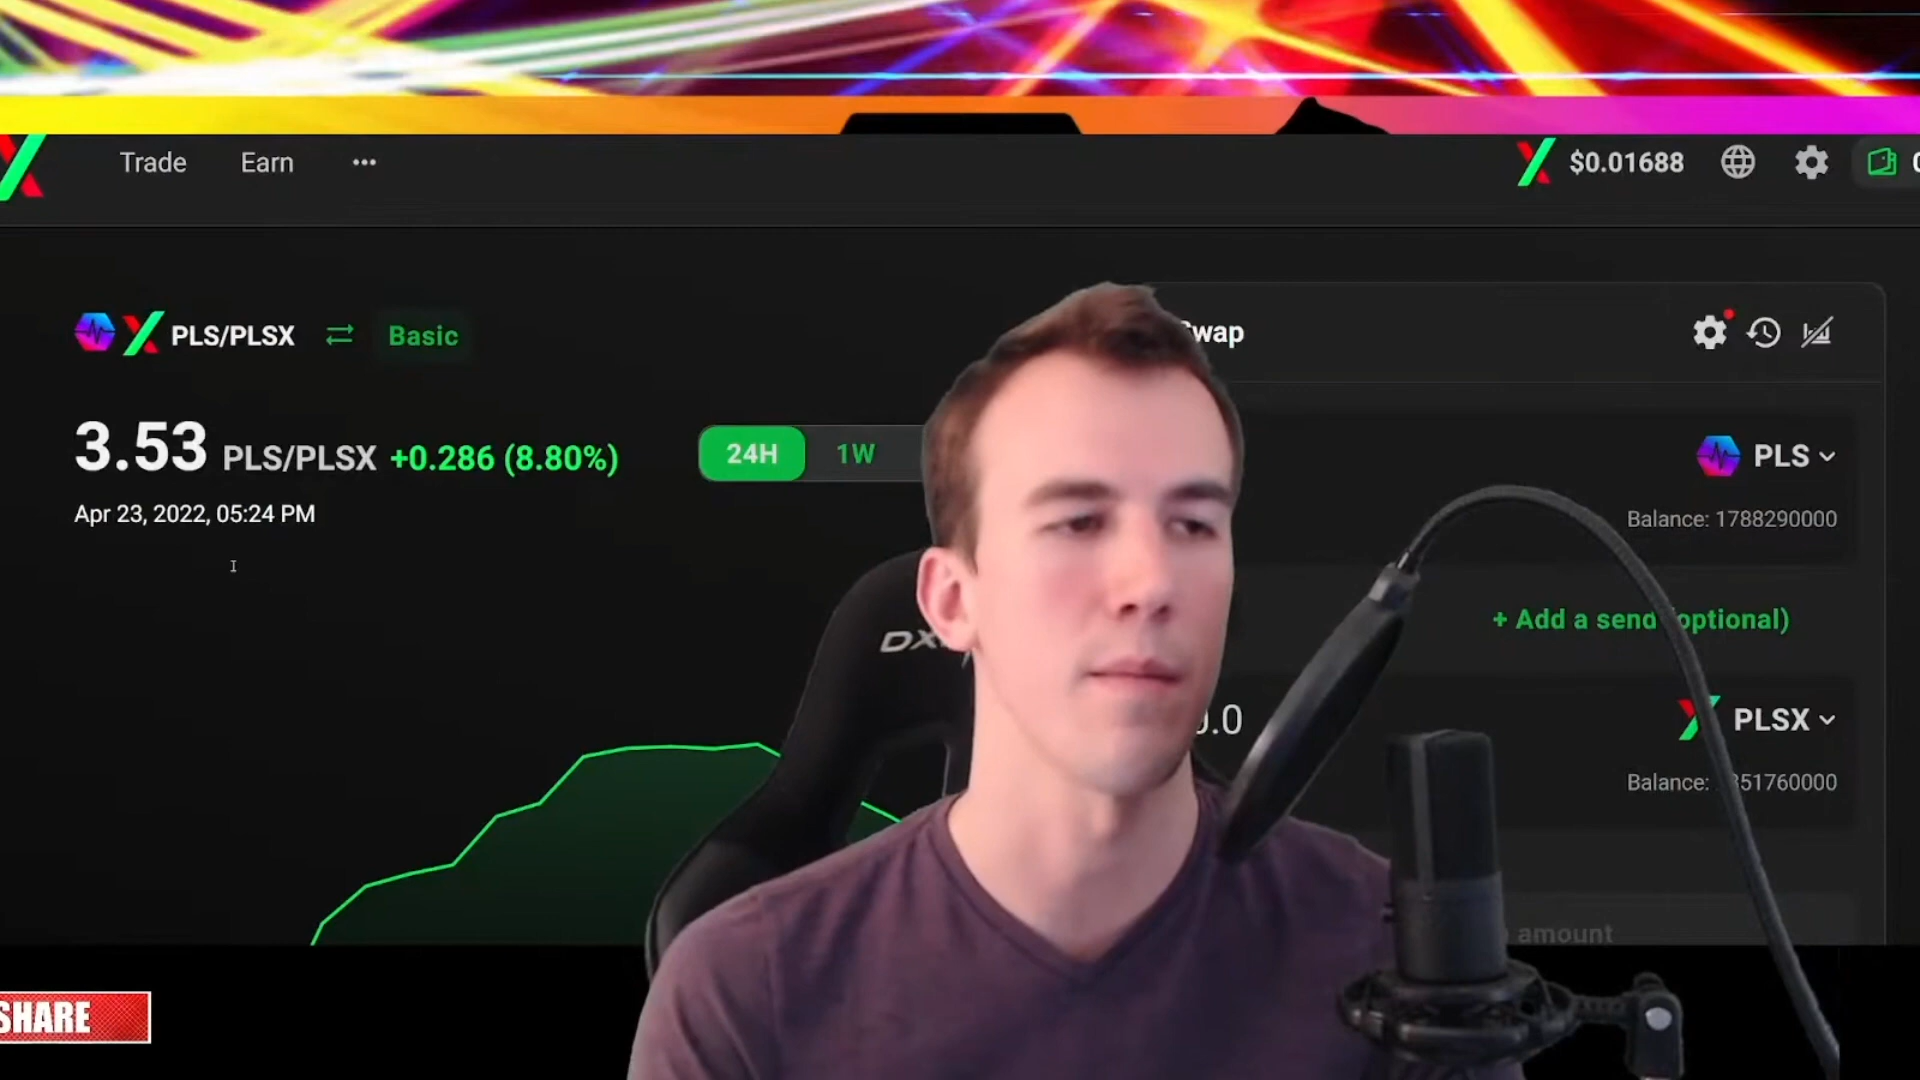 Trade Earn ••• $0.01688
PLS/PLSX Basic
3.53 PLS/PLSX +0.286 (8.80%) 24H 1W
Apr 23, 2022, 05:24 PM
PLS
Balance: 1788290000
+ Add a send
optional)
PLSX
Balance:
amount
SHARE